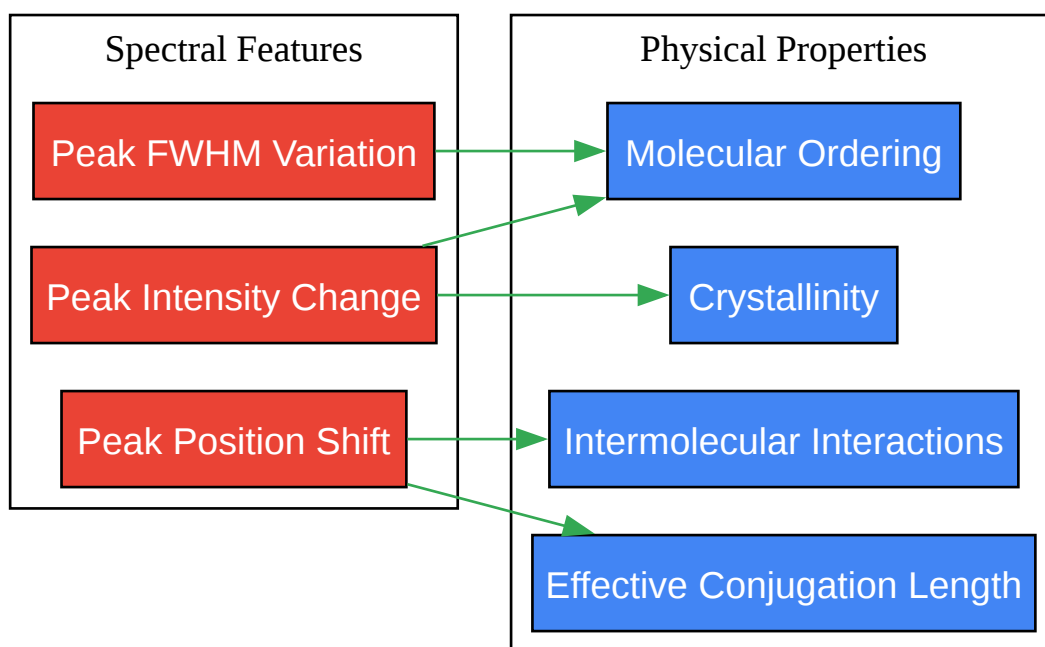 Spectral Features
Peak FWHM Variation
Peak Intensity Change
Peak Position Shift
Physical Properties
Molecular Ordering
Crystallinity
Intermolecular Interactions
Effective Conjugation Length